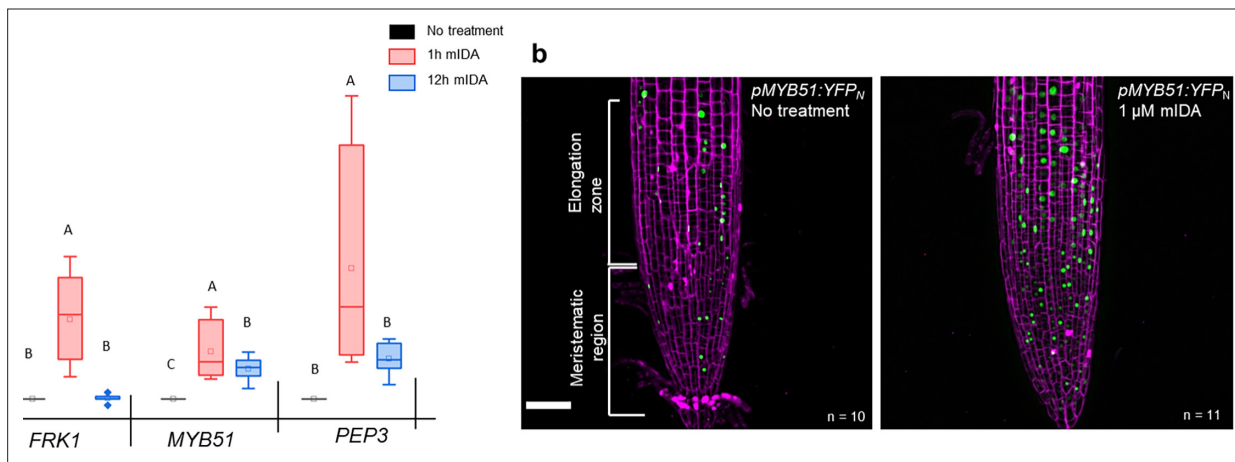 No treatment
1h mIDA
12h mIDA
A
A
A
B
B
B
C
B
B
FRK1
MYB51
PEP3
b
pMYB51:YFPN
No treatment
Elongation
zone
Meristematic
region
n = 10
pMYB51:YFPN
1 µM mIDA
n = 11